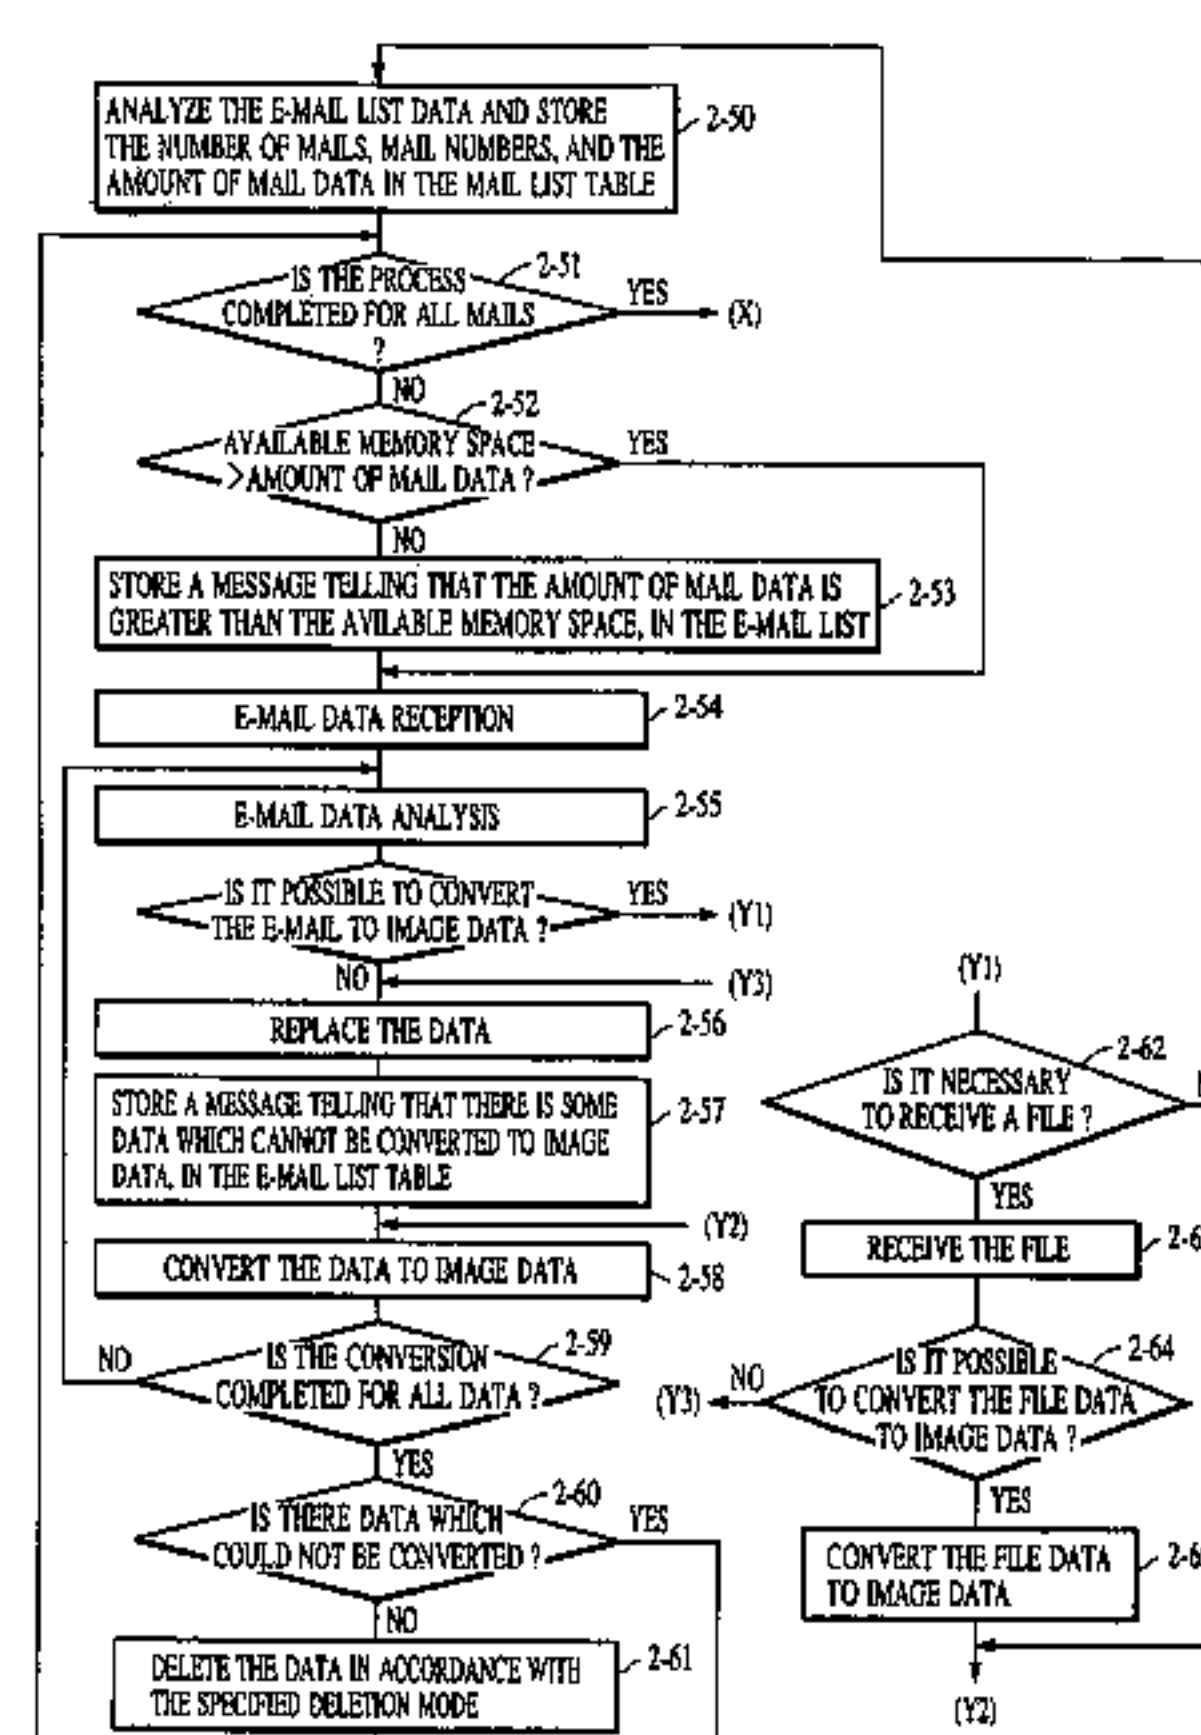 ANALYZE THE E-MAIL LIST DATA AND STORE
THE NUMBER OF MAILS, MAIL NUMBERS, AND THE
AMOUNT OF MAIL DATA IN THE MAIL LIST TABLE
2-50
IS THE PROCESS
COMPLETED FOR ALL MAILS
?
2-51
YES
(X)
NO
AVAILABLE MEMORY SPACE
>AMOUNT OF MAIL DATA ?
2-52
YES
NO
STORE A MESSAGE TELLING THAT THE AMOUNT OF MAIL DATA IS
GREATER THAN THE AVILABLE MEMORY SPACE, IN THE E-MAIL LIST
2-53
E-MAIL DATA RECEPTION
2-54
E-MAIL DATA ANALYSIS
2-55
IS IT POSSIBLE TO CONVERT
THE E-MAIL TO IMAGE DATA ?
YES
(Y1)
NO
(Y3)
REPLACE THE DATA
2-56
STORE A MESSAGE TELLING THAT THERE IS SOME
DATA WHICH CANNOT BE CONVERTED TO IMAGE
DATA, IN THE E-MAIL LIST TABLE
2-57
(Y2)
CONVERT THE DATA TO IMAGE DATA
2-58
IS THE CONVERSION
COMPLETED FOR ALL DATA ?
2-59
NO
YES
IS THERE DATA WHICH
COULD NOT BE CONVERTED ?
2-60
YES
NO
DELETE THE DATA IN ACCORDANCE WITH
THE SPECIFIED DELETION MODE
2-61
(Y1)
IS IT NECESSARY
TO RECEIVE A FILE ?
2-62
YES
RECEIVE THE FILE
2-6
IS IT POSSIBLE
TO CONVERT THE FILE DATA
TO IMAGE DATA ?
2-64
NO
(Y3)
YES
CONVERT THE FILE DATA
TO IMAGE DATA
2-6
(Y2)